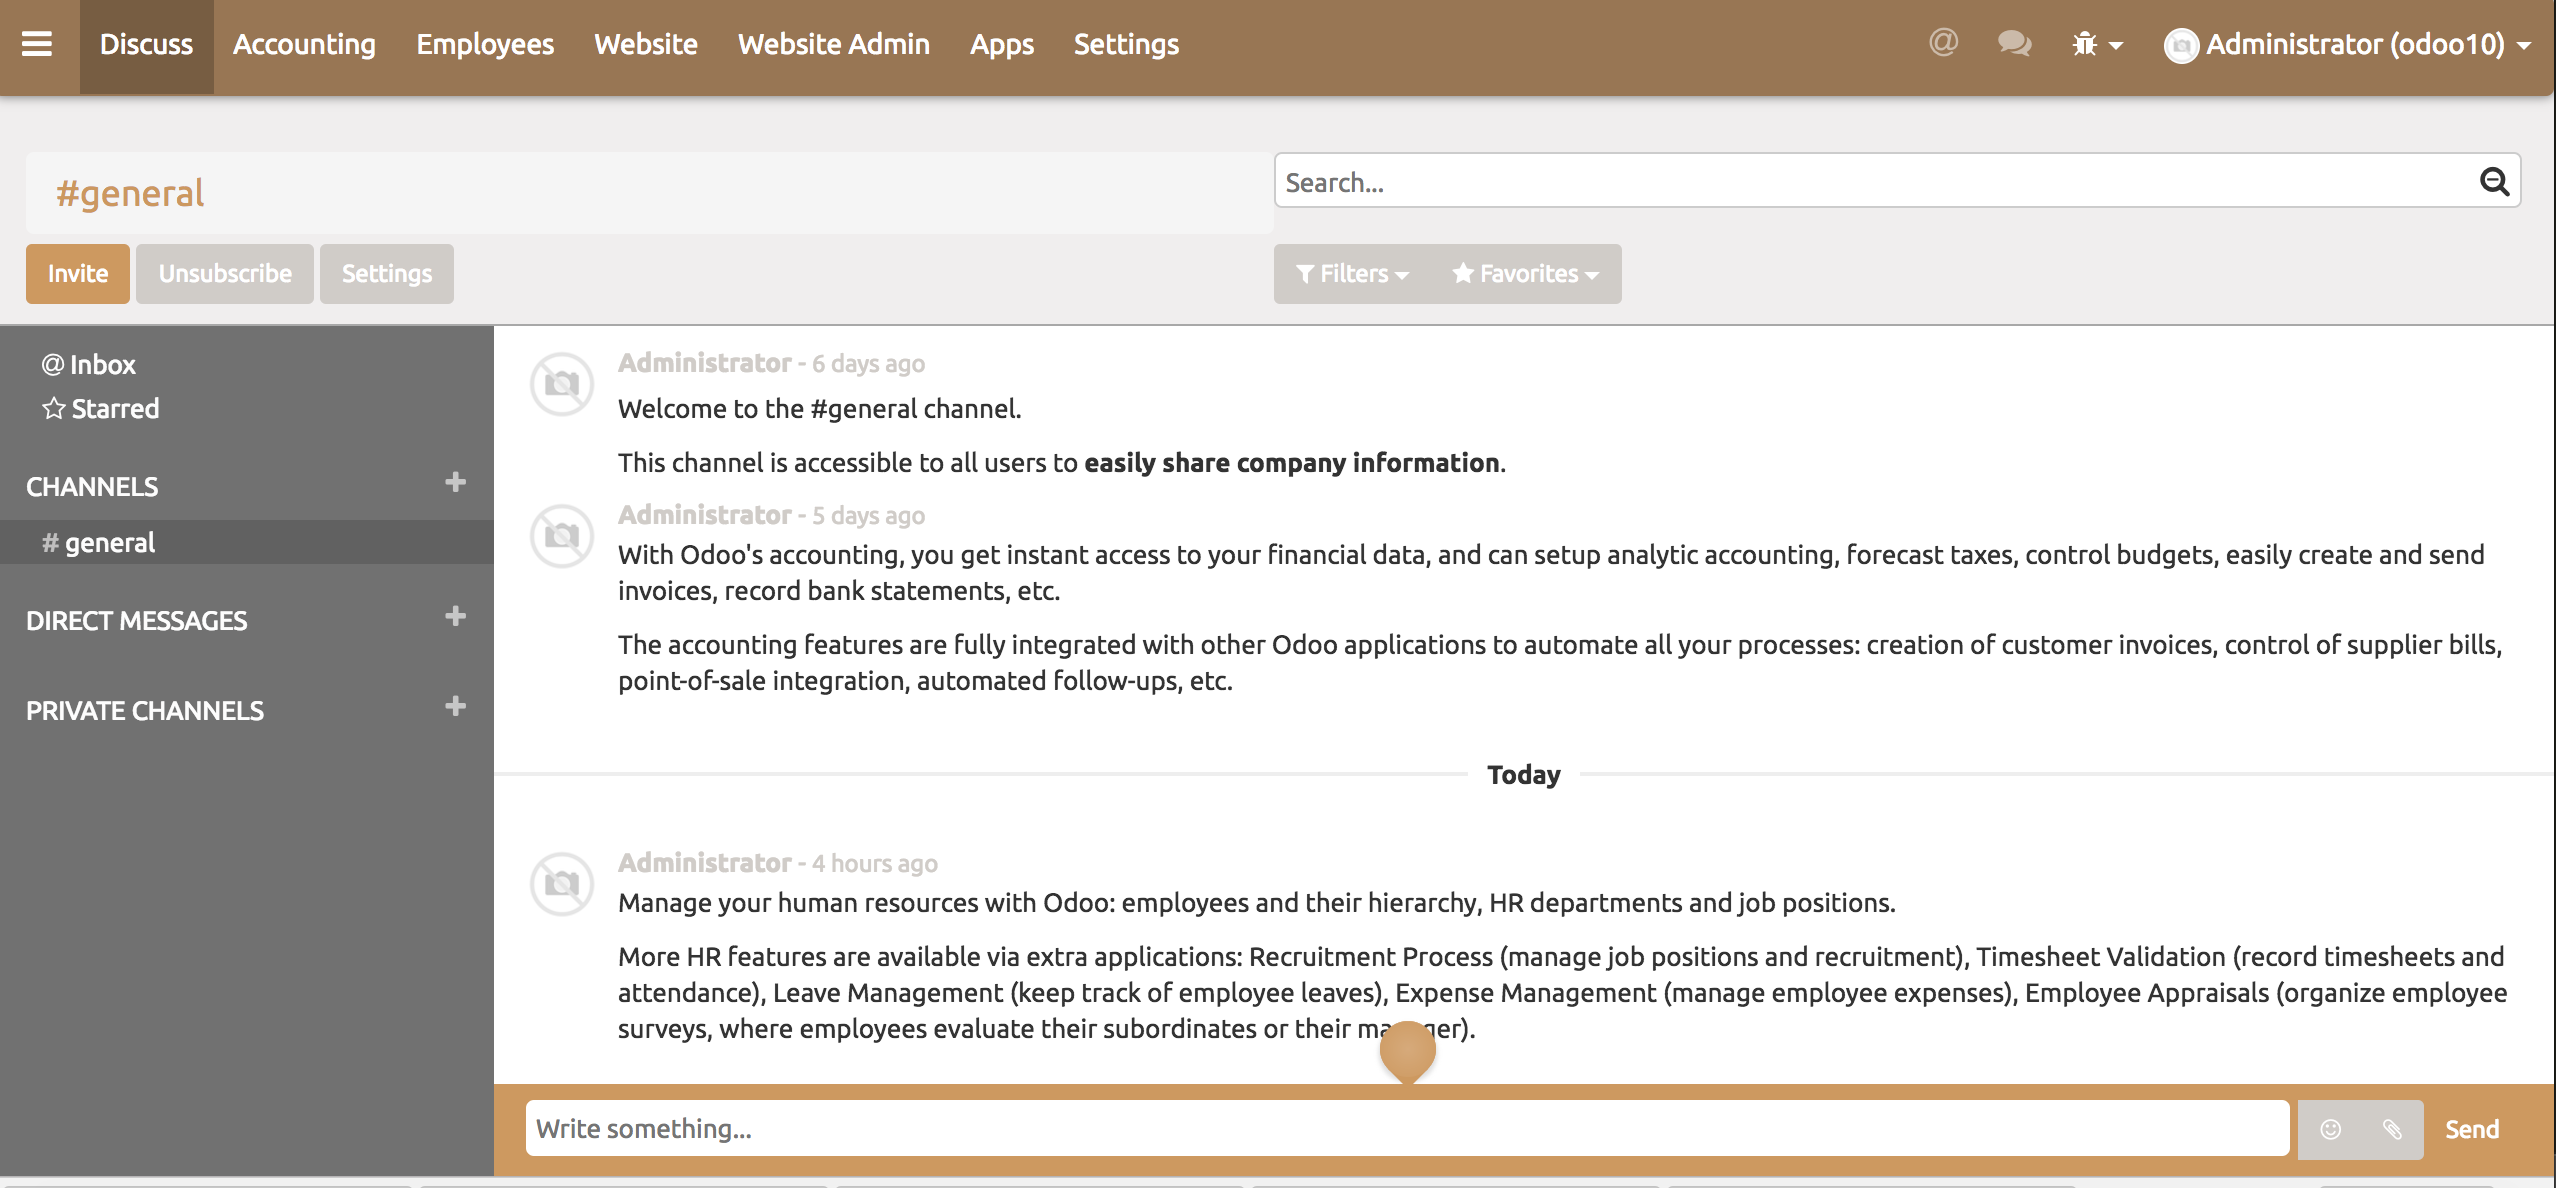 Discuss Accounting Employees Website Website Admin Apps Settings @ Administrator (odoo10)
#general
Search...
Invite Unsubscribe Settings Filters Favorites
@ Inbox
Starred
CHANNELS +
# general
DIRECT MESSAGES +
PRIVATE CHANNELS +
Administrator - 6 days ago
Welcome to the #general channel.
This channel is accessible to all users to easily share company information.
Administrator - 5 days ago
With Odoo's accounting, you get instant access to your financial data, and can setup analytic accounting, forecast taxes, control budgets, easily create and send
invoices, record bank statements, etc.
The accounting features are fully integrated with other Odoo applications to automate all your processes: creation of customer invoices, control of supplier bills,
point-of-sale integration, automated follow-ups, etc.
Today
Administrator - 4 hours ago
Manage your human resources with Odoo: employees and their hierarchy, HR departments and job positions.
More HR features are available via extra applications: Recruitment Process (manage job positions and recruitment), Timesheet Validation (record timesheets and
attendance), Leave Management (keep track of employee leaves), Expense Management (manage employee expenses), Employee Appraisals (organize employee
surveys, where employees evaluate their subordinates or their
Write something... Send